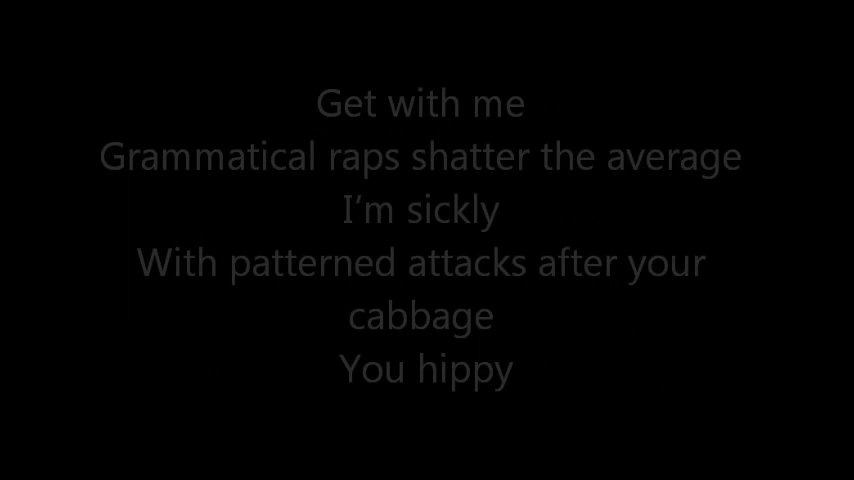 Get with me
Grammatical raps shatter the average
I’m sickly
With patterned attacks after your
cabbage
You hippy